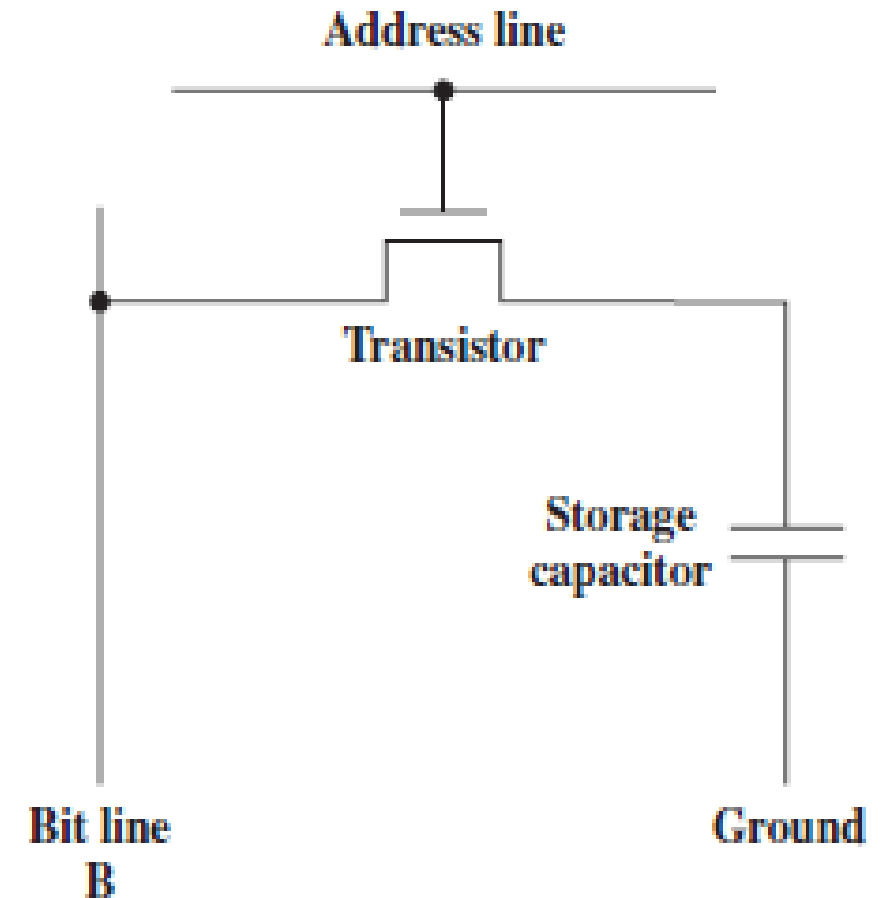 Address line
Transistor
Storage
capacitor
Bit line
B
Ground